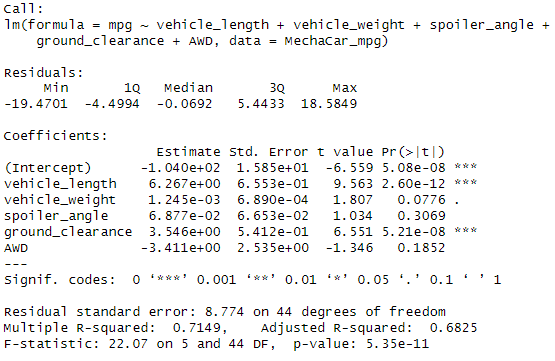 Call:
lm(formula = mpg ~ vehicle_length + vehicle_weight + spoiler_angle +
    ground_clearance + AWD, data = MechaCar_mpg)

Residuals:
     Min       1Q   Median       3Q      Max
-19.4701  -4.4994  -0.0692   5.4433  18.5849

Coefficients:
                   Estimate Std. Error t value Pr(>|t|)
(Intercept)      -1.040e+02  1.585e+01  -6.559 5.08e-08 ***
vehicle_length    6.267e+00  6.553e-01   9.563 2.60e-12 ***
vehicle_weight    1.245e-03  6.890e-04   1.807   0.0776 .
spoiler_angle     6.877e-02  6.653e-02   1.034   0.3069
ground_clearance  3.546e+00  5.412e-01   6.551 5.21e-08 ***
AWD              -3.411e+00  2.535e+00  -1.346   0.1852
---
Signif. codes:  0 ‘***’ 0.001 ‘**’ 0.01 ‘*’ 0.05 ‘.’ 0.1 ‘ ’ 1

Residual standard error: 8.774 on 44 degrees of freedom
Multiple R-squared:  0.7149,    Adjusted R-squared:  0.6825
F-statistic: 22.07 on 5 and 44 DF,  p-value: 5.35e-11